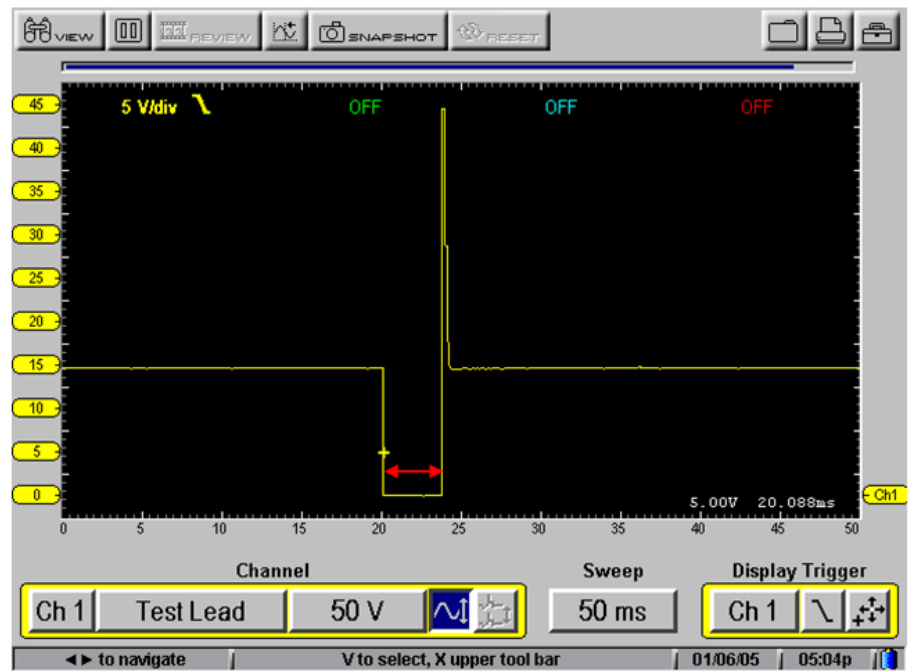 VIEW REVIEW SNAPSHOT RESET
45 5 V/div OFF OFF OFF
40
35
30
25
20
15
10
5
0 5.00V 20.088ms Ch1
0 5 10 15 20 25 30 35 40 45 50
Channel Sweep Display Trigger
Ch 1 Test Lead 50 V 50 ms Ch 1
◄► to navigate V to select, X upper tool bar 01/06/05 05:04p